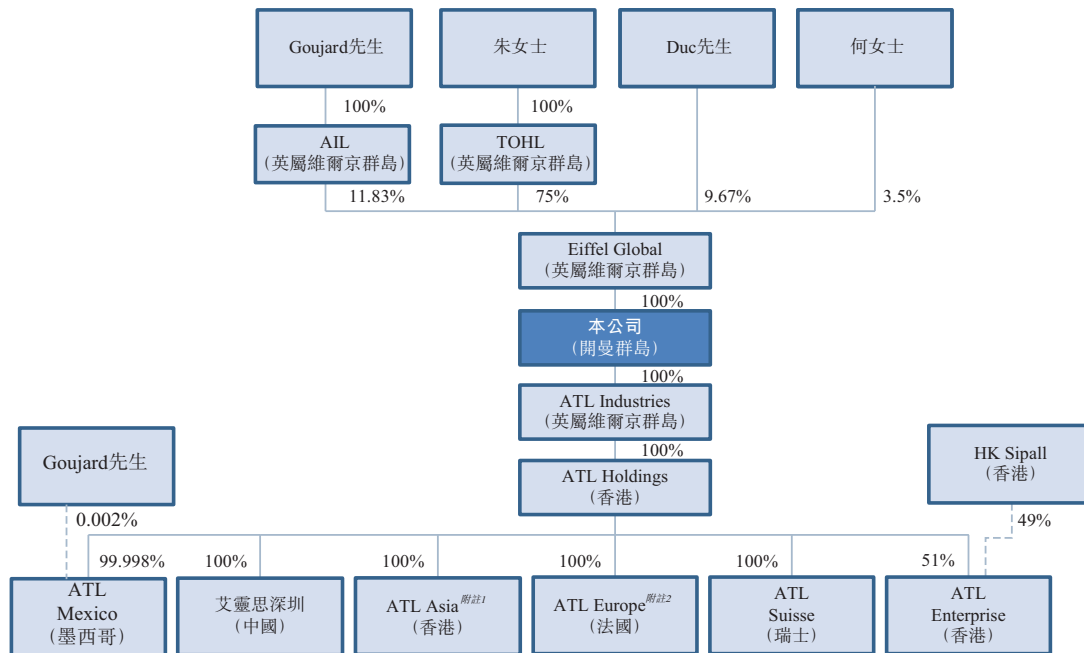 Goujard先生
朱女士
Duc先生
何女士
100%
100%
AIL
(英屬維爾京群島)
TOHL
(英屬維爾京群島)
11.83%
75%
9.67%
3.5%
Eiffel Global
(英屬維爾京群島)
100%
本公司
(開曼群島)
100%
ATL Industries
(英屬維爾京群島)
100%
Goujard先生
ATL Holdings
(香港)
HK Sipall
(香港)
0.002%
49%
99.998%
100%
100%
100%
100%
51%
ATL
Mexico
(墨西哥)
艾靈思深圳
(中國)
ATL Asia附註1
(香港)
ATL Europe附註2
(法國)
ATL
Suisse
(瑞士)
ATL
Enterprise
(香港)